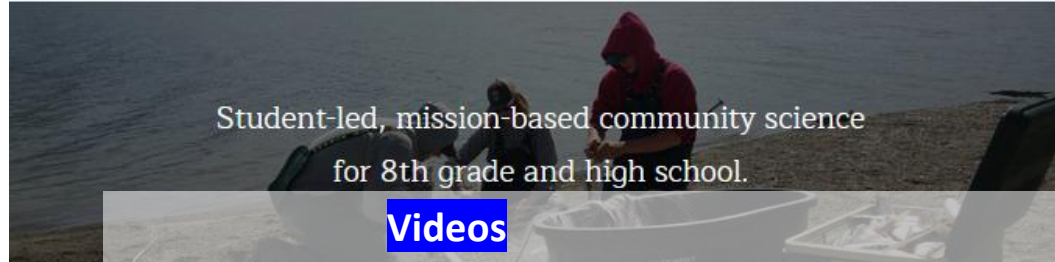 Student-led, mission-based community science
for 8th grade and high school.
Videos